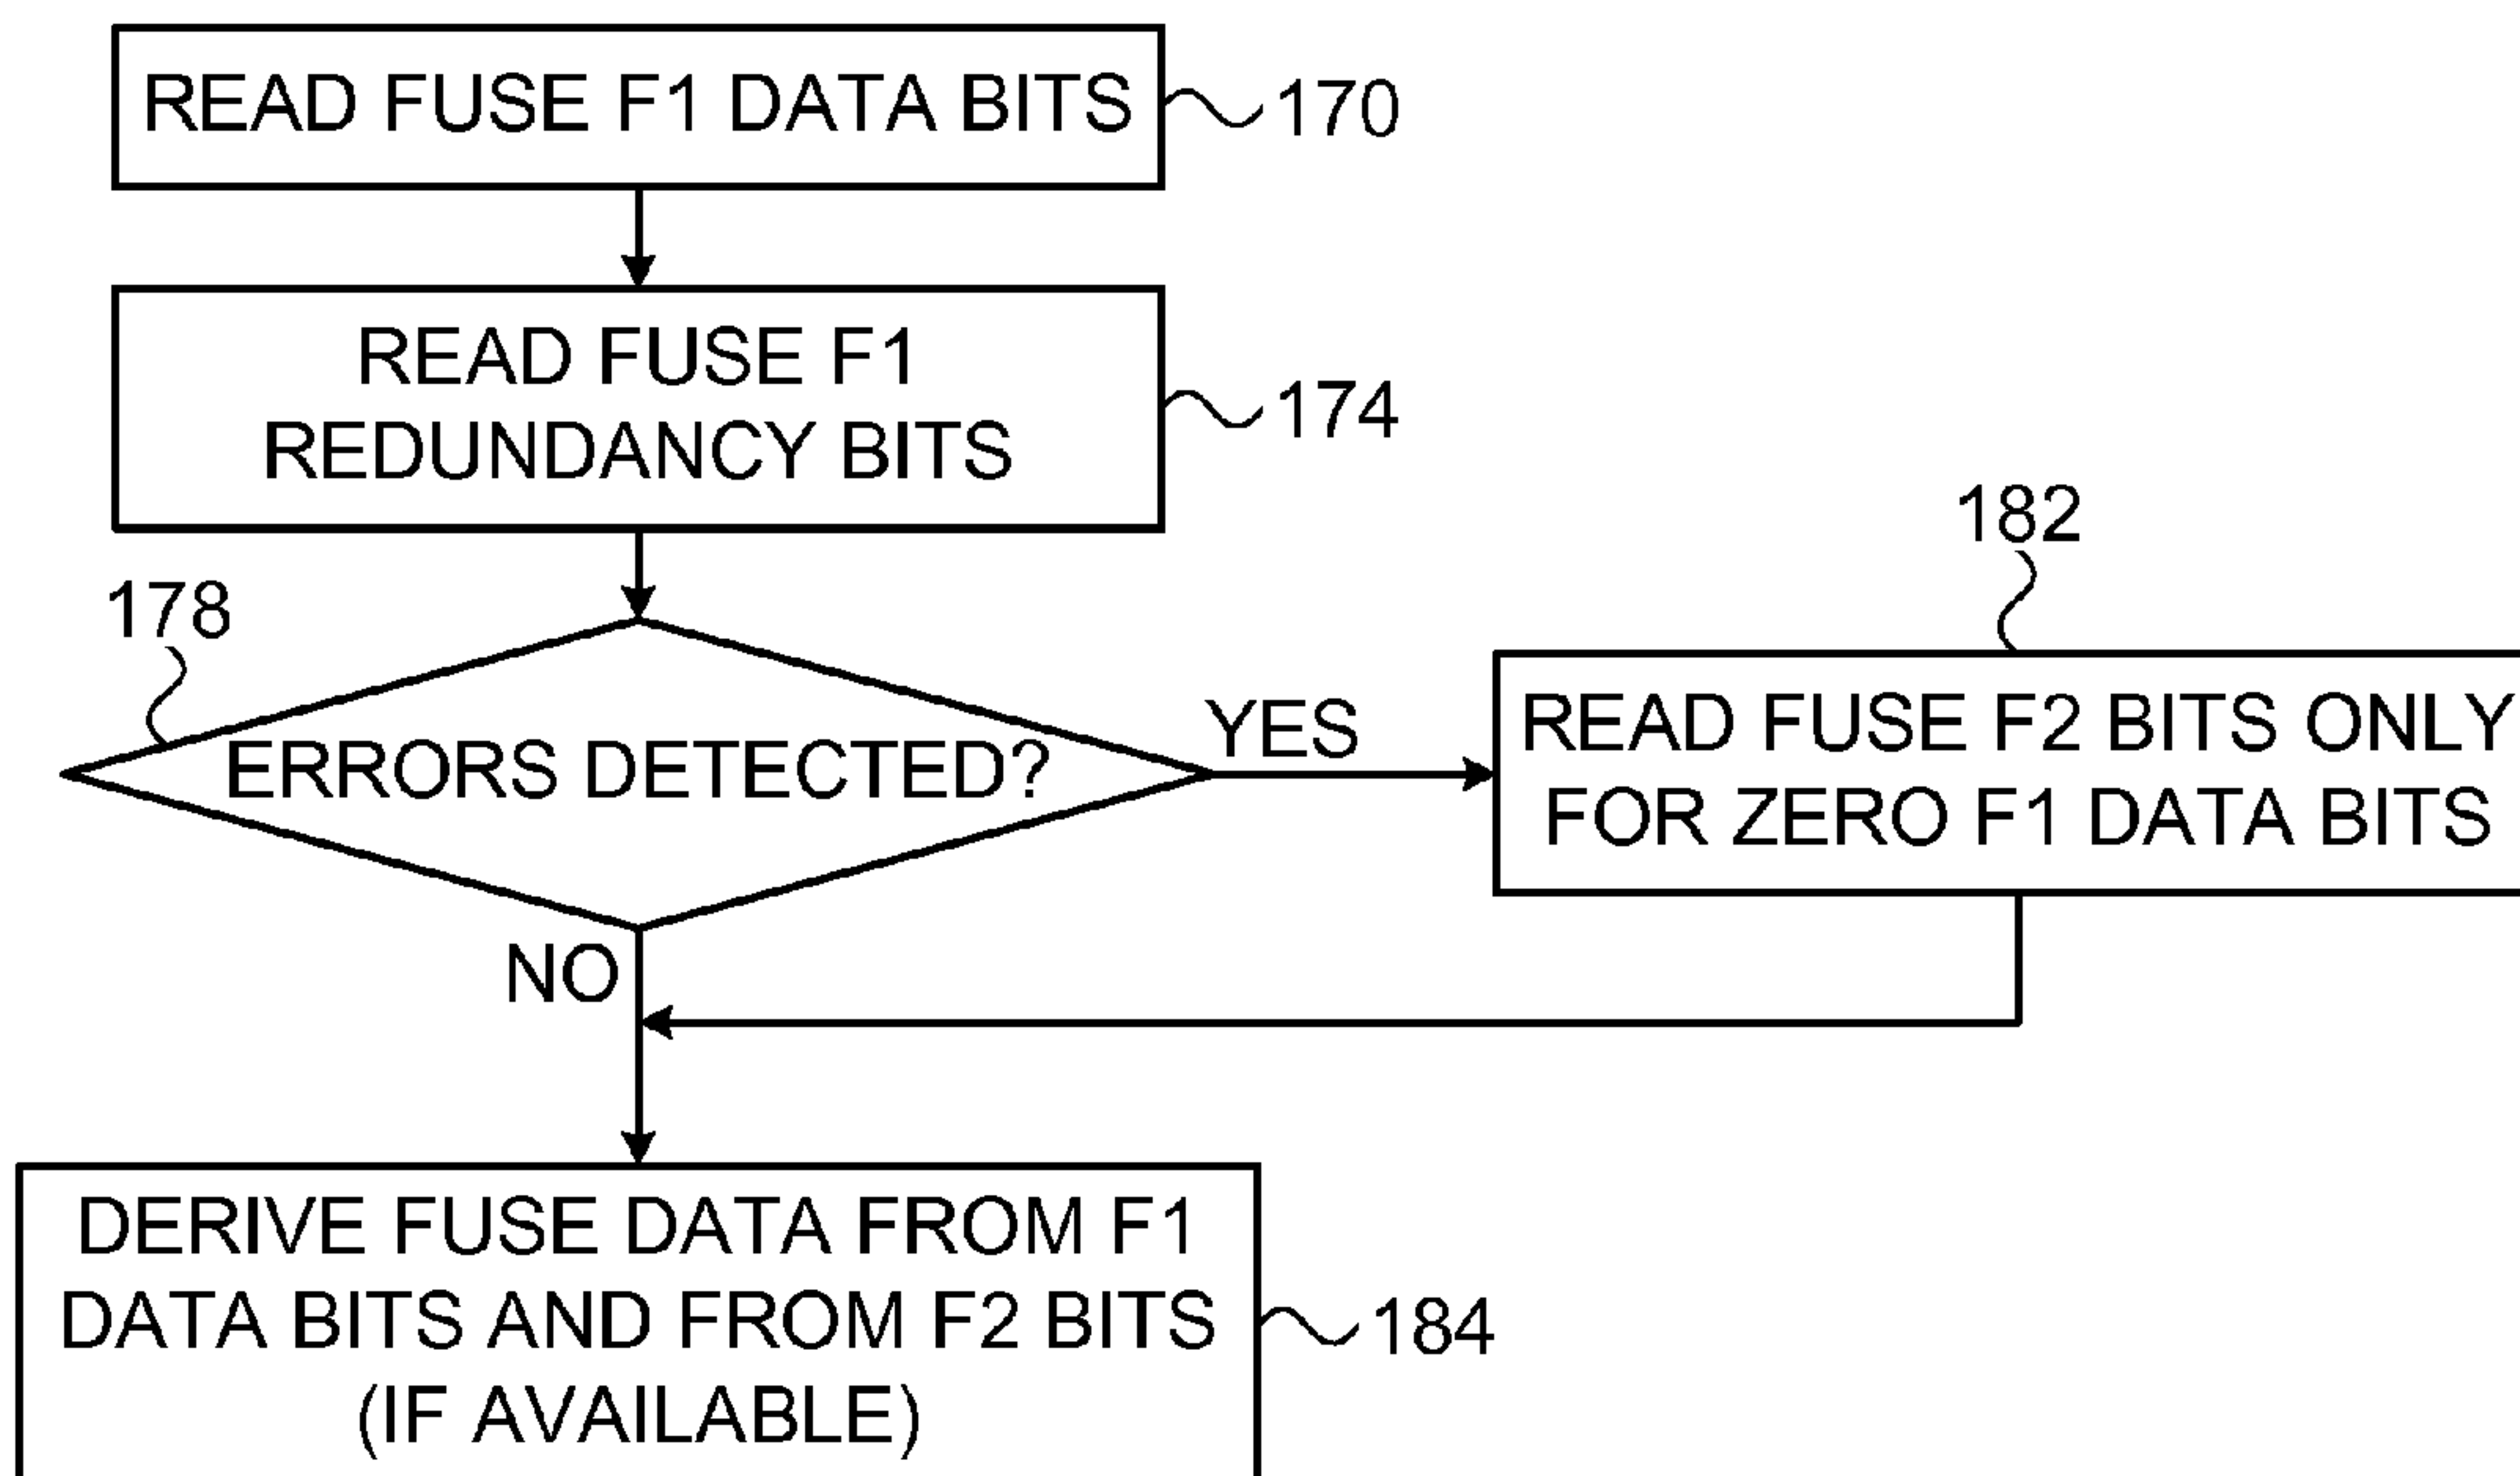 READ FUSE F1 DATA BITS
170
READ FUSE F1
REDUNDANCY BITS
174
178
ERRORS DETECTED?
YES
NO
182
READ FUSE F2 BITS ONLY
FOR ZERO F1 DATA BITS
DERIVE FUSE DATA FROM F1
DATA BITS AND FROM F2 BITS
(IF AVAILABLE)
184